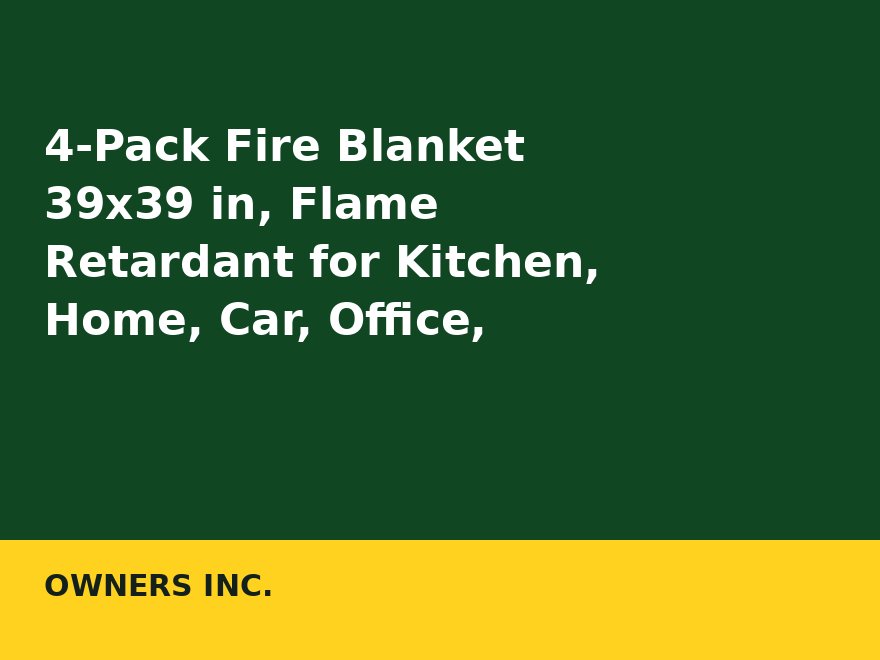 4-Pack Fire Blanket
39x39 in, Flame
Retardant for Kitchen,
Home, Car, Office,
OWNERS INC.